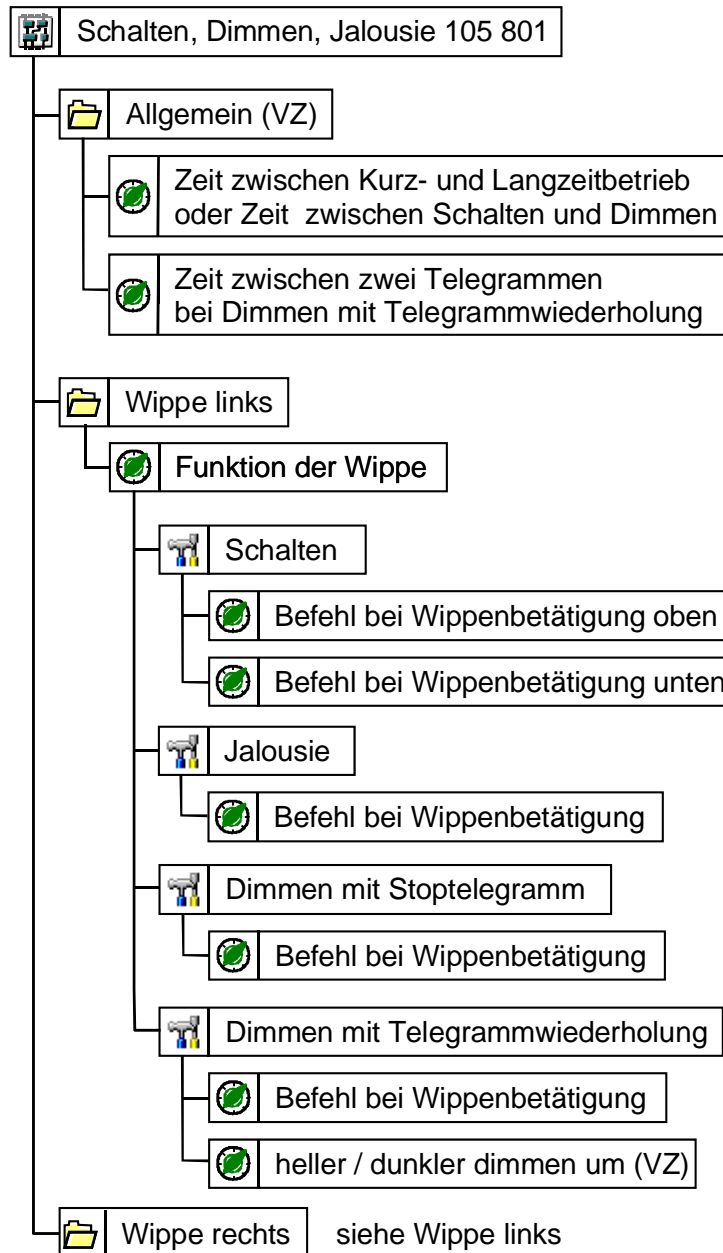 Schalten, Dimmen, Jalousie 105 801
Allgemein (VZ)
Zeit zwischen Kurz- und Langzeitbetrieb
oder Zeit zwischen Schalten und Dimmen
Zeit zwischen zwei Telegrammen
bei Dimmen mit Telegrammwiederholung
Wippe links
Funktion der Wippe
Schalten
Befehl bei Wippenbetätigung oben
Befehl bei Wippenbetätigung unten
Jalousie
Befehl bei Wippenbetätigung
Dimmen mit Stoptelegramm
Befehl bei Wippenbetätigung
Dimmen mit Telegrammwiederholung
Befehl bei Wippenbetätigung
heller / dunkler dimmen um (VZ)
Wippe rechts siehe Wippe links